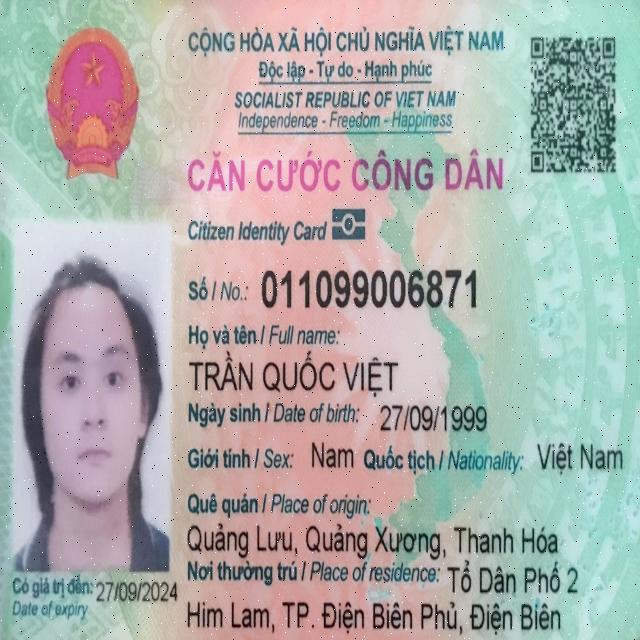 CỘNG HÒA XÃ HỘI CHỦ NGHĨA VIỆT NAM
Độc lập - Tự do - Hạnh phúc
SOCIALIST REPUBLIC OF VIET NAM
Independence - Freedom - Happiness
CĂN CƯỚC CÔNG DÂN
Citizen Identity Card
Số / No.: 011099006871
Họ và tên / Full name:
TRẦN QUỐC VIỆT
Ngày sinh / Date of birth: 27/09/1999
Giới tính / Sex: Nam Quốc tịch / Nationality: Việt Nam
Quê quán / Place of origin:
Quảng Lưu, Quảng Xương, Thanh Hóa
Nơi thường trú / Place of residence: Tổ Dân Phố 2
Him Lam, TP. Điện Biên Phủ, Điện Biên
Có giá trị đến: 27/09/2024
Date of expiry